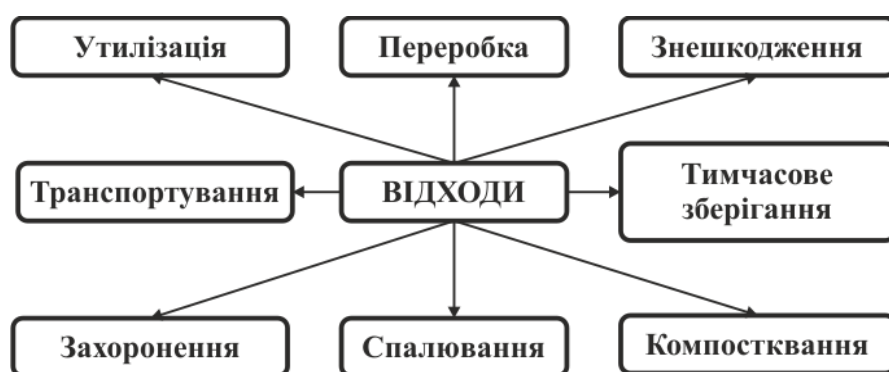 Утилізація
Переробка
Знешкодження
Транспортування
ВІДХОДИ
Тимчасове
зберігання
Захоронення
Спалювання
Компостквання